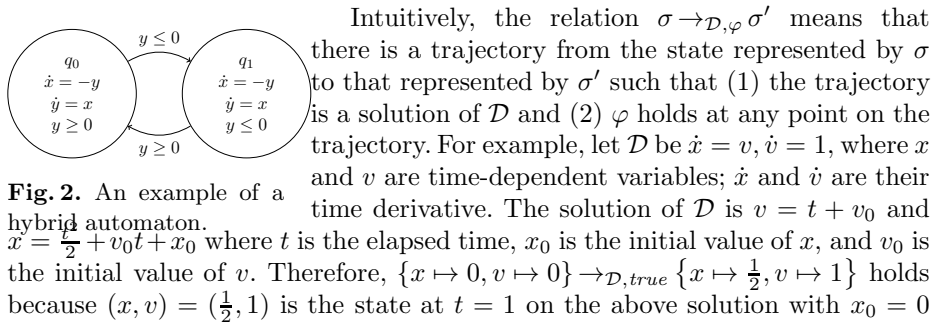 y ≤ 0
q₀
ẋ = −y
ẏ = x
y ≥ 0
q₁
ẋ = −y
ẏ = x
y ≤ 0
y ≥ 0
Fig. 2. An example of a
hybrid automaton.
Intuitively, the relation σ →_{𝒟,φ} σ′ means that
there is a trajectory from the state represented by σ
to that represented by σ′ such that (1) the trajectory
is a solution of 𝒟 and (2) φ holds at any point on the
trajectory. For example, let 𝒟 be ẋ = v, v̇ = 1, where x
and v are time-dependent variables; ẋ and v̇ are their
time derivative. The solution of 𝒟 is v = t + v₀ and
x = t²/2 + v₀t + x₀ where t is the elapsed time, x₀ is the initial value of x, and v₀ is
the initial value of v. Therefore, {x ↦ 0, v ↦ 0} →_{𝒟,true} {x ↦ 1/2, v ↦ 1} holds
because (x, v) = (1/2, 1) is the state at t = 1 on the above solution with x₀ = 0